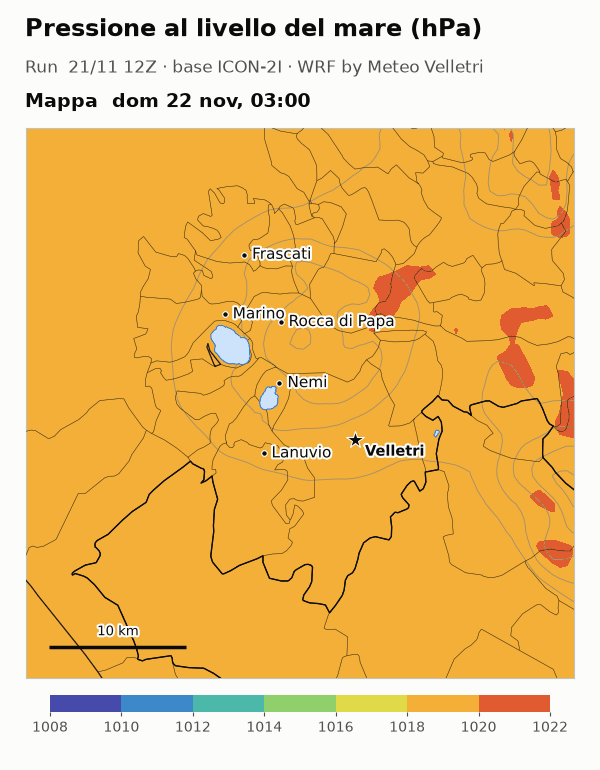 Pressione al livello del mare (hPa)
Run  21/11 12Z · base ICON-2I · WRF by Meteo Velletri
Mappa  dom 22 nov, 03:00
Frascati
Marino
Rocca di Papa
Nemi
Velletri
Lanuvio
10 km
1008 1010 1012 1014 1016 1018 1020 1022